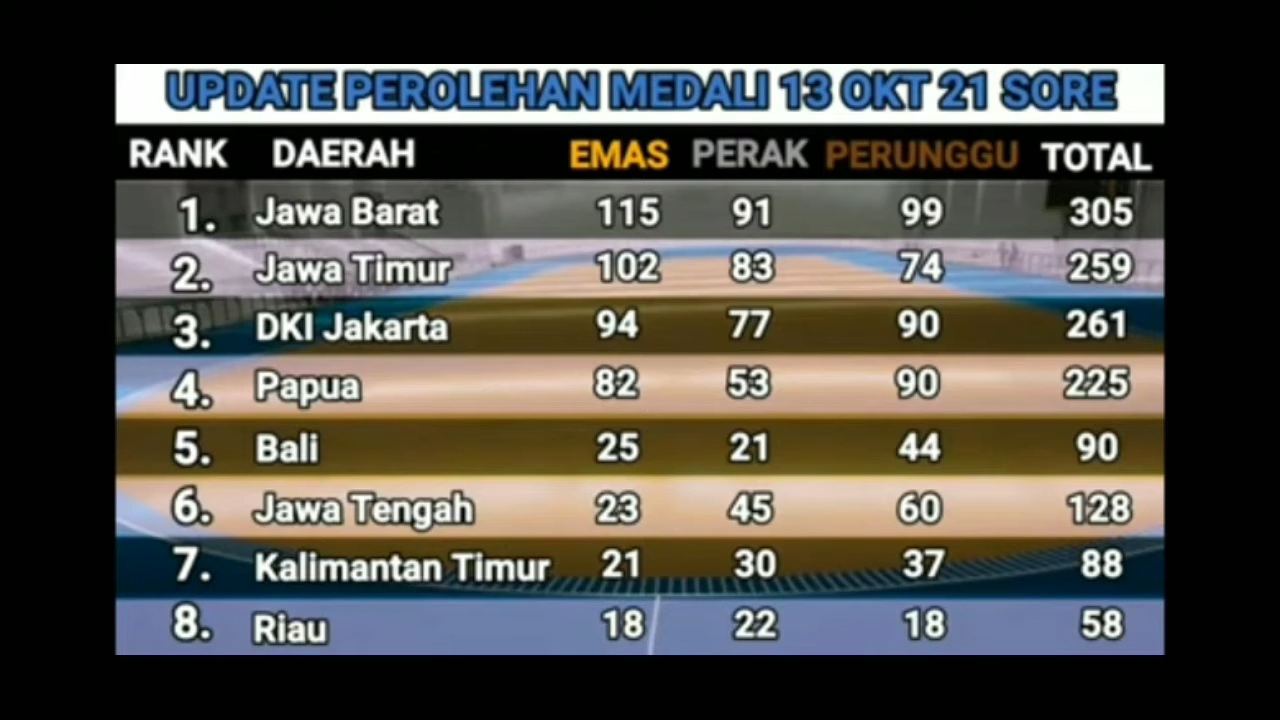 UPDATE PEROLEHAN MEDALI 13 OKT 21 SORE
RANK DAERAH EMAS PERAK PERUNGGU TOTAL
1. Jawa Barat 115 91 99 305
2. Jawa Timur 102 83 74 259
3. DKI Jakarta 94 77 90 261
4. Papua 82 53 90 225
5. Bali 25 21 44 90
6. Jawa Tengah 23 45 60 128
7. Kalimantan Timur 21 30 37 88
8. Riau 18 22 18 58